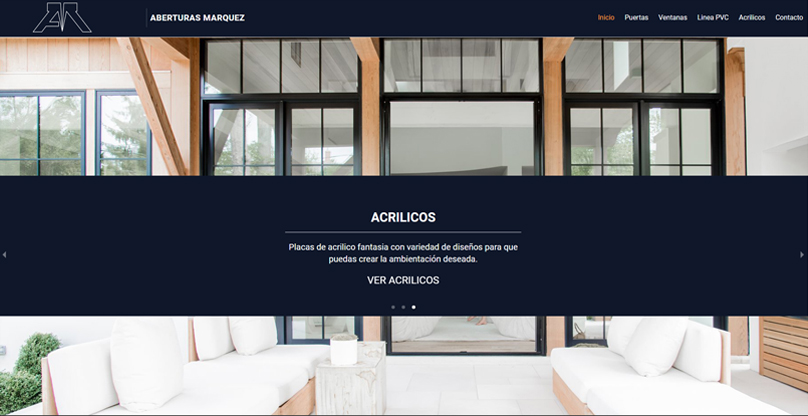 ABERTURAS MARQUEZ
Inicio Puertas Ventanas Linea PVC Acrilicos Contacto
ACRILICOS
Placas de acrilico fantasia con variedad de diseños para que
puedas crear la ambientación deseada.
VER ACRILICOS